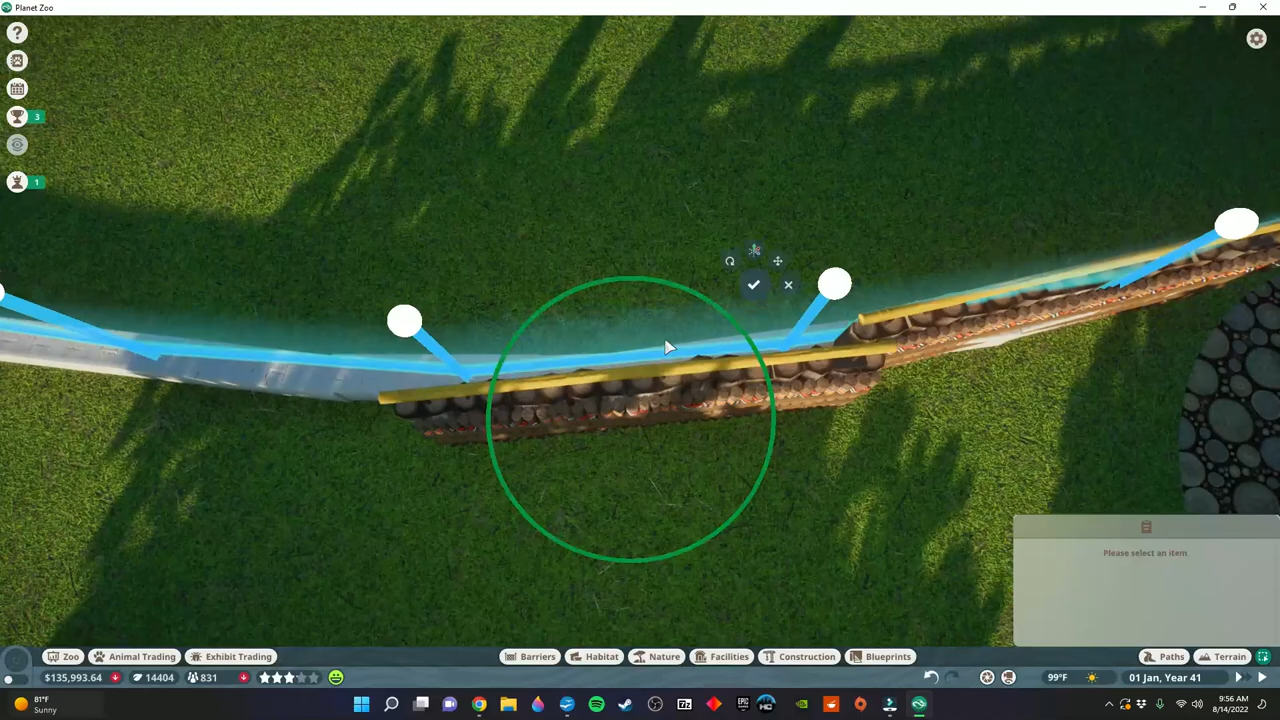 Planet Zoo
3
1
Please select an item
Zoo
Animal Trading
Exhibit Trading
Barriers
Habitat
Nature
Facilities
Construction
Blueprints
Paths
Terrain
$135,993.64
14404
831
99°F
01 Jan, Year 41
81°F
Sunny
9:56 AM
8/14/2022